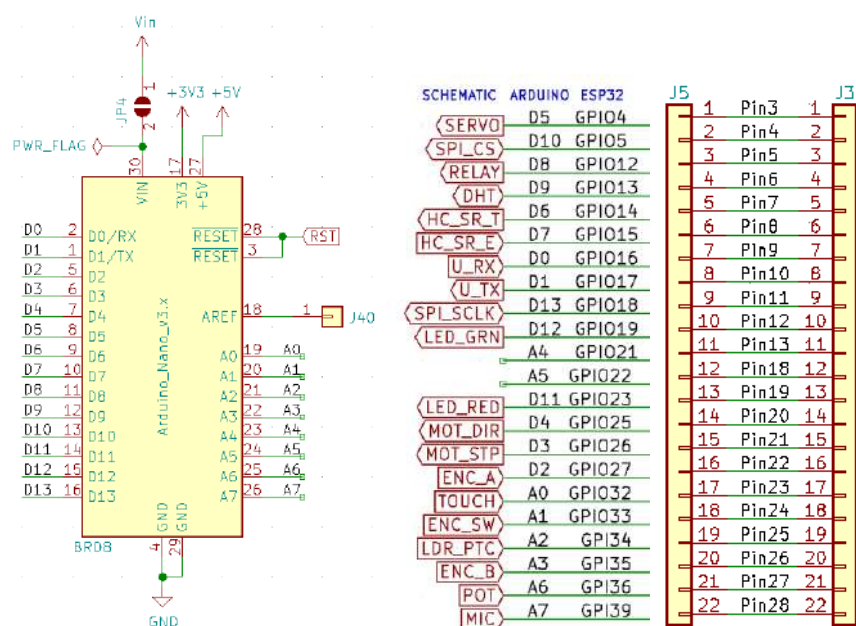 Vin
1
JP4
2
+3V3 +5V
PWR_FLAG
30 17 27
VIN 3V3 +5V
D0 2 D0/RX RESET 28 RST
D1 1 D1/TX RESET 3
D2 5 D2
D3 6 D3
D4 7 D4 AREF 18 1 J40
D5 8 D5
D6 9 D6 A0 19 A0
D7 10 D7 A1 20 A1
D8 11 D8 A2 21 A2
D9 12 D9 A3 22 A3
D10 13 D10 A4 23 A4
D11 14 D11 A5 24 A5
D12 15 D12 A6 25 A6
D13 16 D13 A7 26 A7
Arduino_Nano_v3.x
GND GND
4 29
BRD8
GND
SCHEMATIC ARDUINO ESP32
SERVO D5 GPIO4
SPI_CS D10 GPIO5
RELAY D8 GPIO12
DHT D9 GPIO13
HC_SR_T D6 GPIO14
HC_SR_E D7 GPIO15
U_RX D0 GPIO16
U_TX D1 GPIO17
SPI_SCLK D13 GPIO18
LED_GRN D12 GPIO19
A4 GPIO21
A5 GPIO22
LED_RED D11 GPIO23
MOT_DIR D4 GPIO25
MOT_STP D3 GPIO26
ENC_A D2 GPIO27
TOUCH A0 GPIO32
ENC_SW A1 GPIO33
LDR_PTC A2 GPI34
ENC_B A3 GPI35
POT A6 GPI36
MIC A7 GPI39
J5 J3
1 Pin3 1
2 Pin4 2
3 Pin5 3
4 Pin6 4
5 Pin7 5
6 Pin8 6
7 Pin9 7
8 Pin10 8
9 Pin11 9
10 Pin12 10
11 Pin13 11
12 Pin18 12
13 Pin19 13
14 Pin20 14
15 Pin21 15
16 Pin22 16
17 Pin23 17
18 Pin24 18
19 Pin25 19
20 Pin26 20
21 Pin27 21
22 Pin28 22